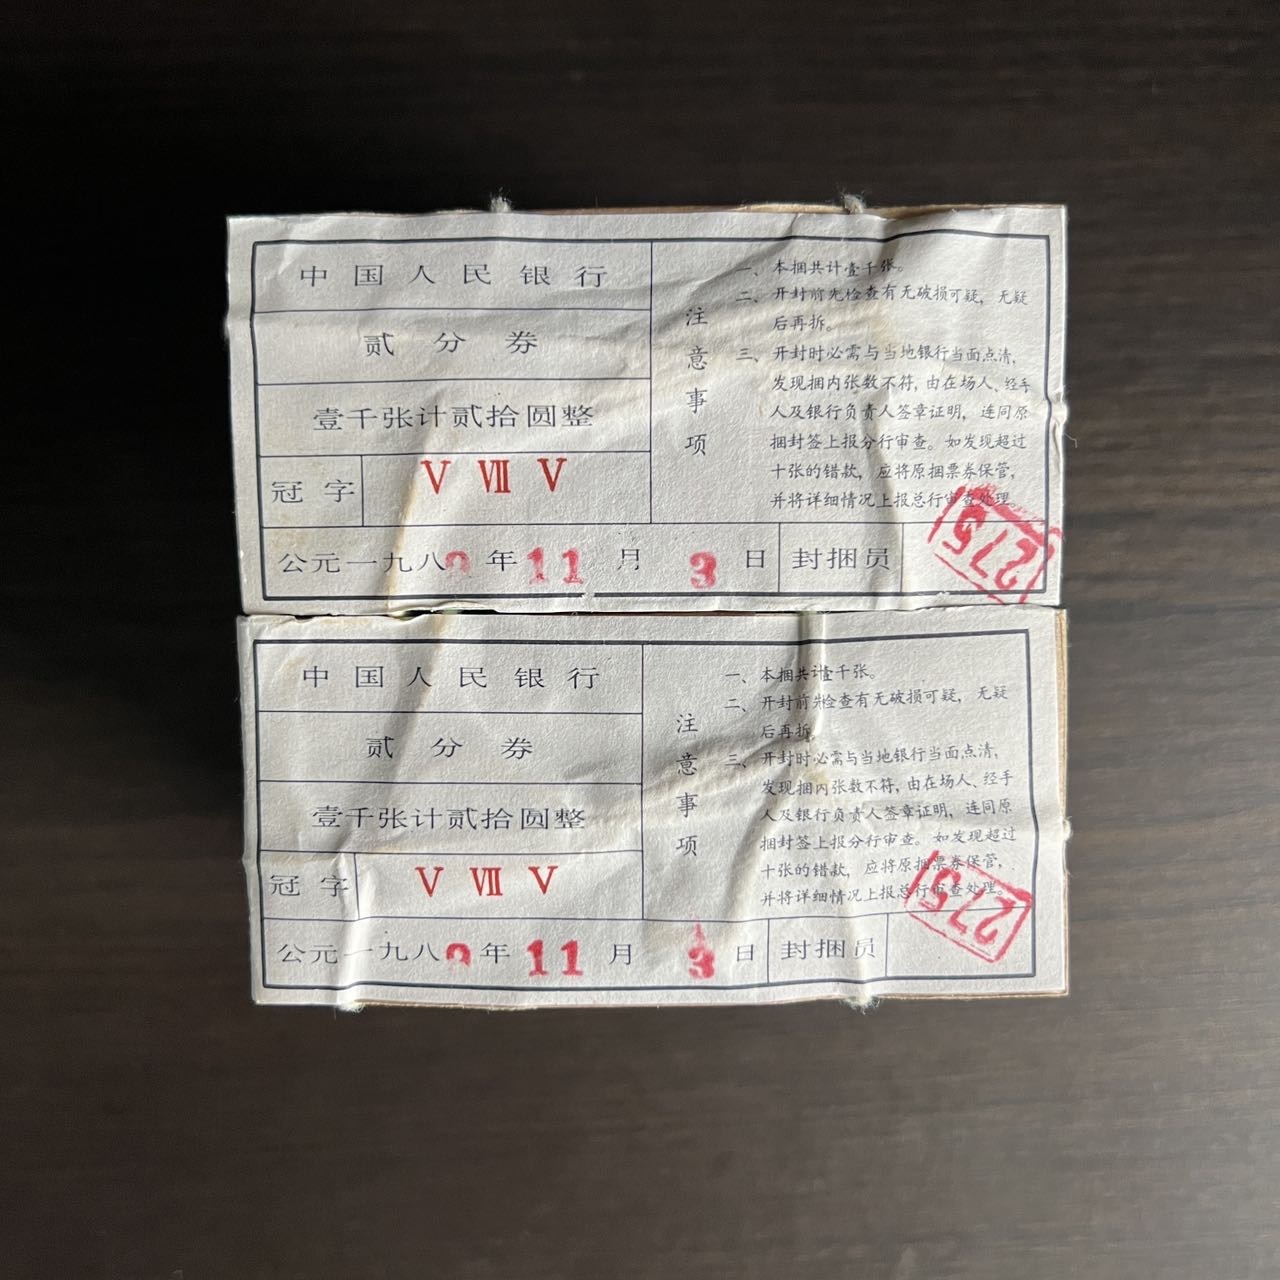 中国人民银行
贰分券
壹千张计贰拾圆整
冠字 V Ⅶ V
注意事项
一、本捆共计壹千张。
二、开封前先检查有无破损可疑，无疑
后再拆。
三、开封时必需与当地银行当面点清，
发现捆内张数不符，由在场人、经手
人及银行负责人签章证明，连同原
捆封签上报分行审查。如发现超过
十张的错款，应将原捆票券保管，
并将详细情况上报总行审查处理。
公元一九八 年 11 月 3 日 封捆员 275
中国人民银行
贰分券
壹千张计贰拾圆整
冠字 V Ⅶ V
注意事项
一、本捆共计壹千张。
二、开封前先检查有无破损可疑，无疑
后再拆。
三、开封时必需与当地银行当面点清，
发现捆内张数不符，由在场人、经手
人及银行负责人签章证明，连同原
捆封签上报分行审查。如发现超过
十张的错款，应将原捆票券保管，
并将详细情况上报总行审查处理。
公元一九八 年 11 月 3 日 封捆员 275